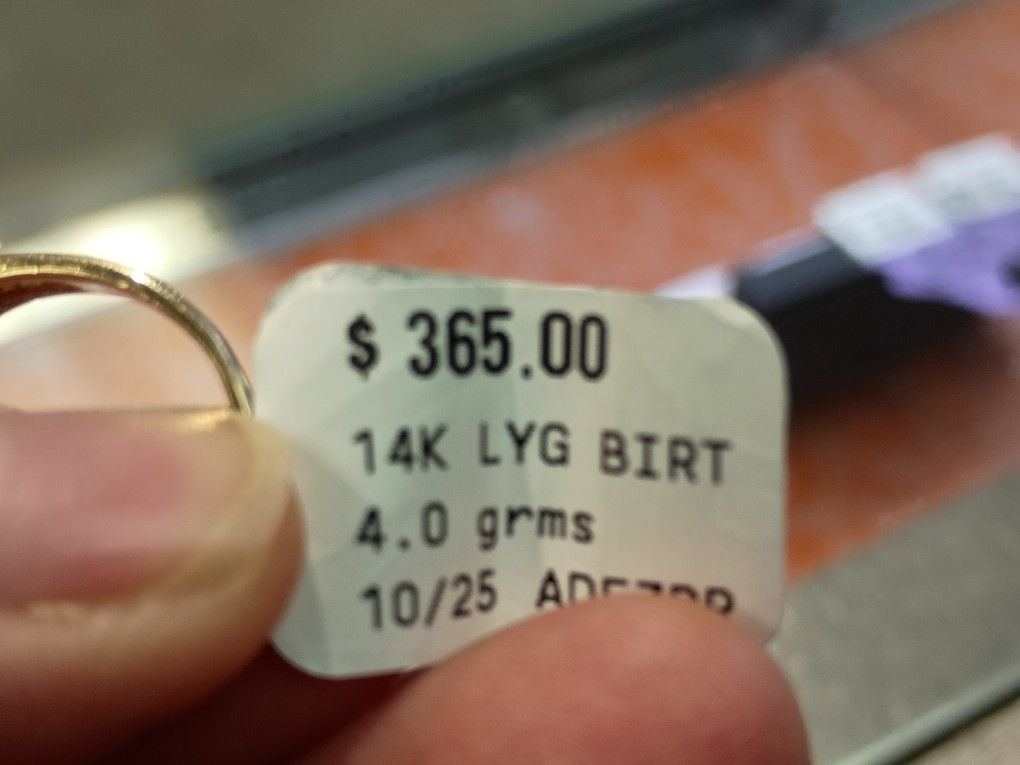 $ 365.00
14K LYG BIRT
4.0 grms
10/25